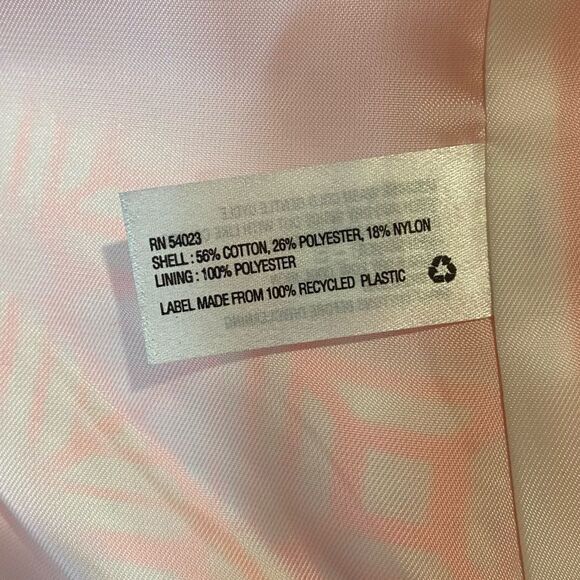 RN 54023
SHELL : 56% COTTON, 26% POLYESTER, 18% NYLON
LINING : 100% POLYESTER
LABEL MADE FROM 100% RECYCLED PLASTIC